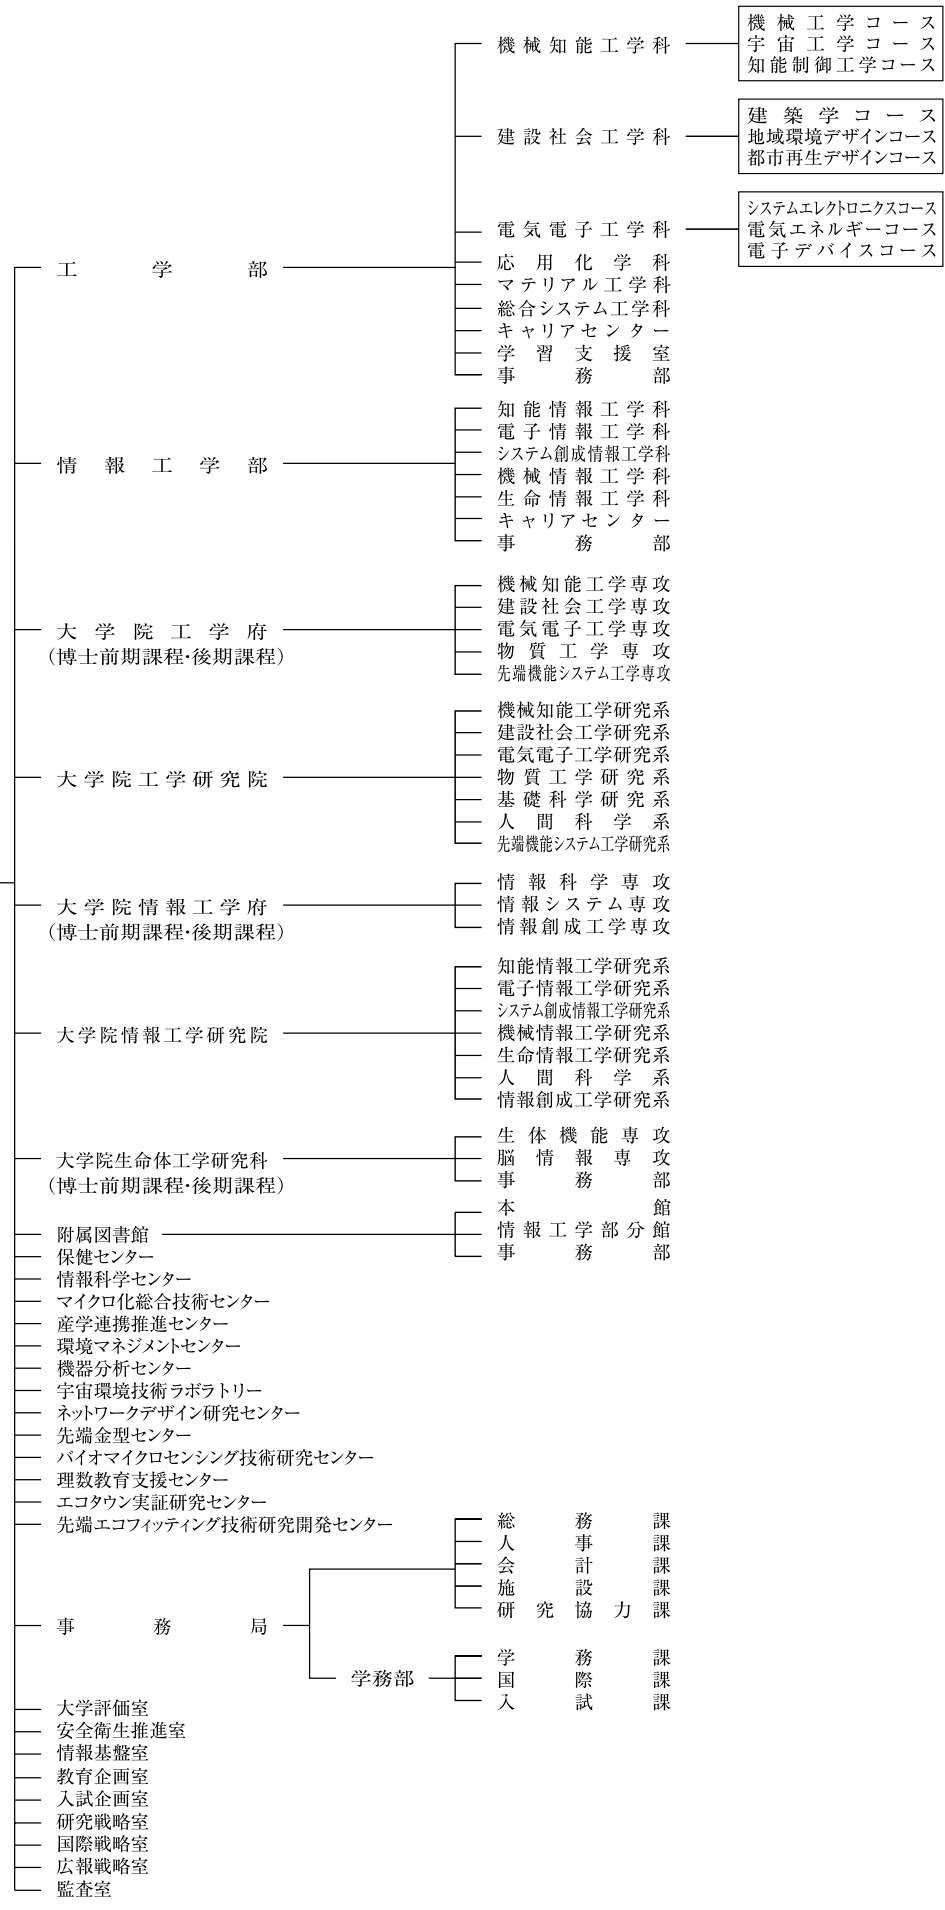 工学部
機械知能工学科
機械工学コース
宇宙工学コース
知能制御工学コース
建設社会工学科
建築学コース
地域環境デザインコース
都市再生デザインコース
電気電子工学科
システムエレクトロニクスコース
電気エネルギーコース
電子デバイスコース
応用化学科
マテリアル工学科
総合システム工学科
キャリアセンター
学習支援室
事務部
情報工学部
知能情報工学科
電子情報工学科
システム創成情報工学科
機械情報工学科
生命情報工学科
キャリアセンター
事務部
大学院工学府
(博士前期課程・後期課程)
機械知能工学専攻
建設社会工学専攻
電気電子工学専攻
物質工学専攻
先端機能システム工学専攻
大学院工学研究院
機械知能工学研究系
建設社会工学研究系
電気電子工学研究系
物質工学研究系
基礎科学研究系
人間科学系
先端機能システム工学研究系
大学院情報工学府
(博士前期課程・後期課程)
情報科学専攻
情報システム専攻
情報創成工学専攻
大学院情報工学研究院
知能情報工学研究系
電子情報工学研究系
システム創成情報工学研究系
機械情報工学研究系
生命情報工学研究系
人間科学系
情報創成工学研究系
大学院生命体工学研究科
(博士前期課程・後期課程)
生体機能専攻
脳情報専攻
事務部
附属図書館
本館
情報工学部分館
事務部
保健センター
情報科学センター
マイクロ化総合技術センター
産学連携推進センター
環境マネジメントセンター
機器分析センター
宇宙環境技術ラボラトリー
ネットワークデザイン研究センター
先端金型センター
バイオマイクロセンシング技術研究センター
理数教育支援センター
エコタウン実証研究センター
先端エコフィッティング技術研究開発センター
事務局
総務課
人事課
会計課
施設課
研究協力課
学務部
学務課
国際課
入試課
大学評価室
安全衛生推進室
情報基盤室
教育企画室
入試企画室
研究戦略室
国際戦略室
広報戦略室
監査室